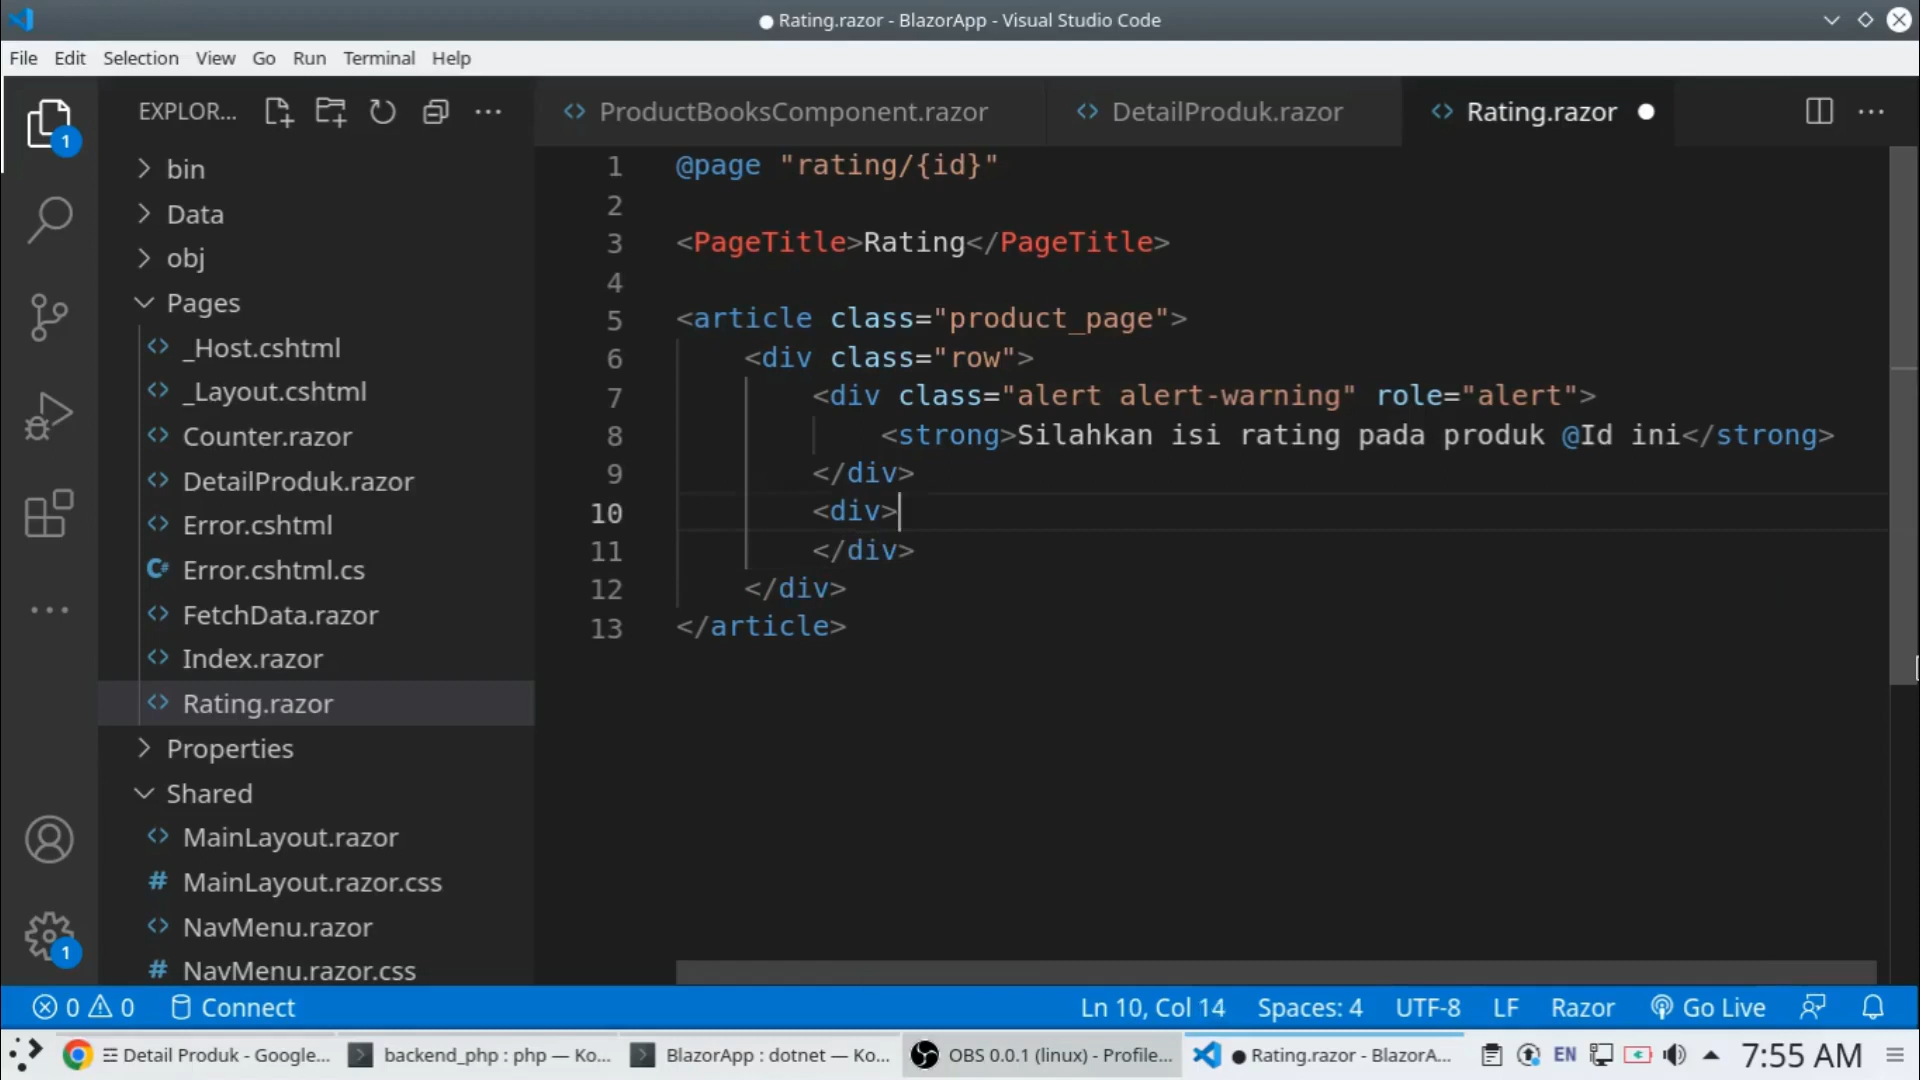 Rating.razor - BlazorApp - Visual Studio Code
File Edit Selection View Go Run Terminal Help
EXPLOR...
ProductBooksComponent.razor
DetailProduk.razor
Rating.razor
bin
Data
obj
Pages
_Host.cshtml
_Layout.cshtml
Counter.razor
DetailProduk.razor
Error.cshtml
Error.cshtml.cs
FetchData.razor
Index.razor
Rating.razor
Properties
Shared
MainLayout.razor
MainLayout.razor.css
NavMenu.razor
NavMenu.razor.css
1
1
1 @page "rating/{id}"
2
3 <PageTitle>Rating</PageTitle>
4
5 <article class="product_page">
6     <div class="row">
7         <div class="alert alert-warning" role="alert">
8             <strong>Silahkan isi rating pada produk @Id ini</strong>
9         </div>
10         <div>
11         </div>
12     </div>
13 </article>
0 0 Connect
Ln 10, Col 14 Spaces: 4 UTF-8 LF Razor Go Live
Detail Produk - Google...
backend_php : php — Ko...
BlazorApp : dotnet — Ko...
OBS 0.0.1 (linux) - Profile...
Rating.razor - BlazorA...
EN
7:55 AM